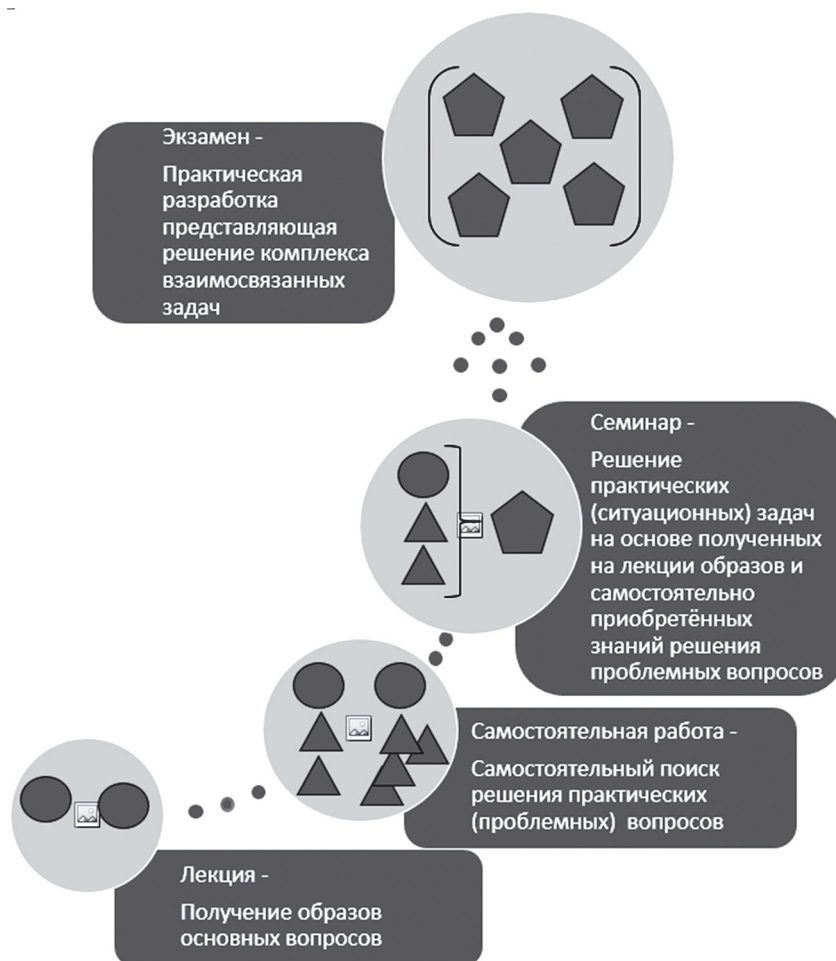 Экзамен -
Практическая
разработка
представляющая
решение комплекса
взаимосвязанных
задач
Семинар -
Решение
практических
(ситуационных) задач
на основе полученных
на лекции образов и
самостоятельно
приобретённых
знаний решения
проблемных вопросов
Самостоятельная работа -
Самостоятельный поиск
решения практических
(проблемных) вопросов
Лекция -
Получение образов
основных вопросов